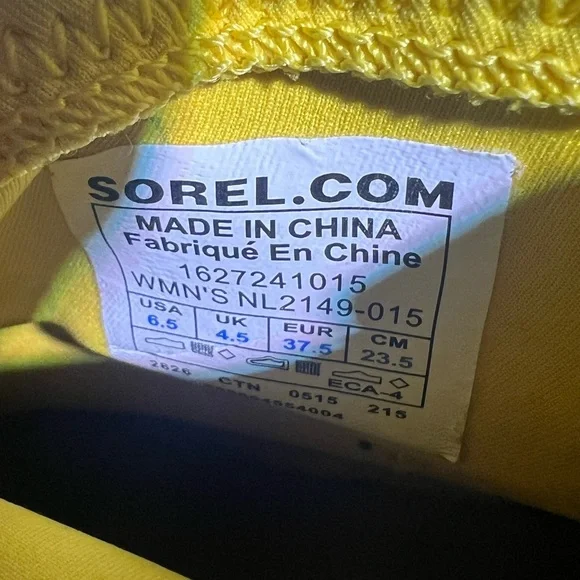 SOREL.COM
MADE IN CHINA
Fabriqué En Chine
1627241015
WMN'S NL2149-015
USA UK EUR CM
6.5 4.5 37.5 23.5
ECA-4
2626 CTN 0515 215